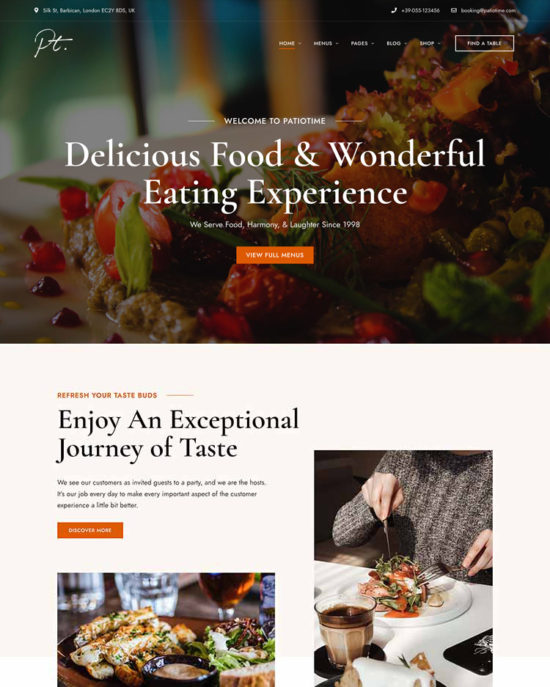 Silk St, Barbican, London EC2Y 8DS, UK
+39-055-123456
booking@patiotime.com
Pt.
HOME
MENUS
PAGES
BLOG
SHOP
FIND A TABLE
WELCOME TO PATIOTIME
Delicious Food & Wonderful
Eating Experience
We Serve Food, Harmony, & Laughter Since 1998
VIEW FULL MENUS
REFRESH YOUR TASTE BUDS
Enjoy An Exceptional
Journey of Taste
We see our customers as invited guests to a party, and we are the hosts.
It's our job every day to make every important aspect of the customer
experience a little bit better.
DISCOVER MORE